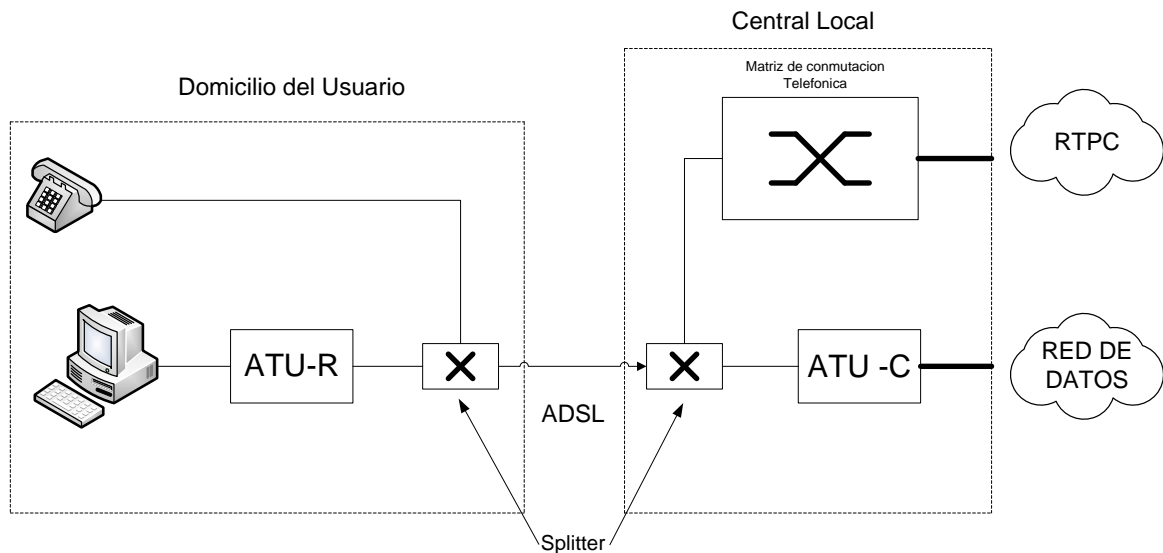 Central Local
Domicilio del Usuario
Matriz de conmutacion
Telefonica
RTPC
ATU-R
ATU -C
RED DE
DATOS
ADSL
Splitter